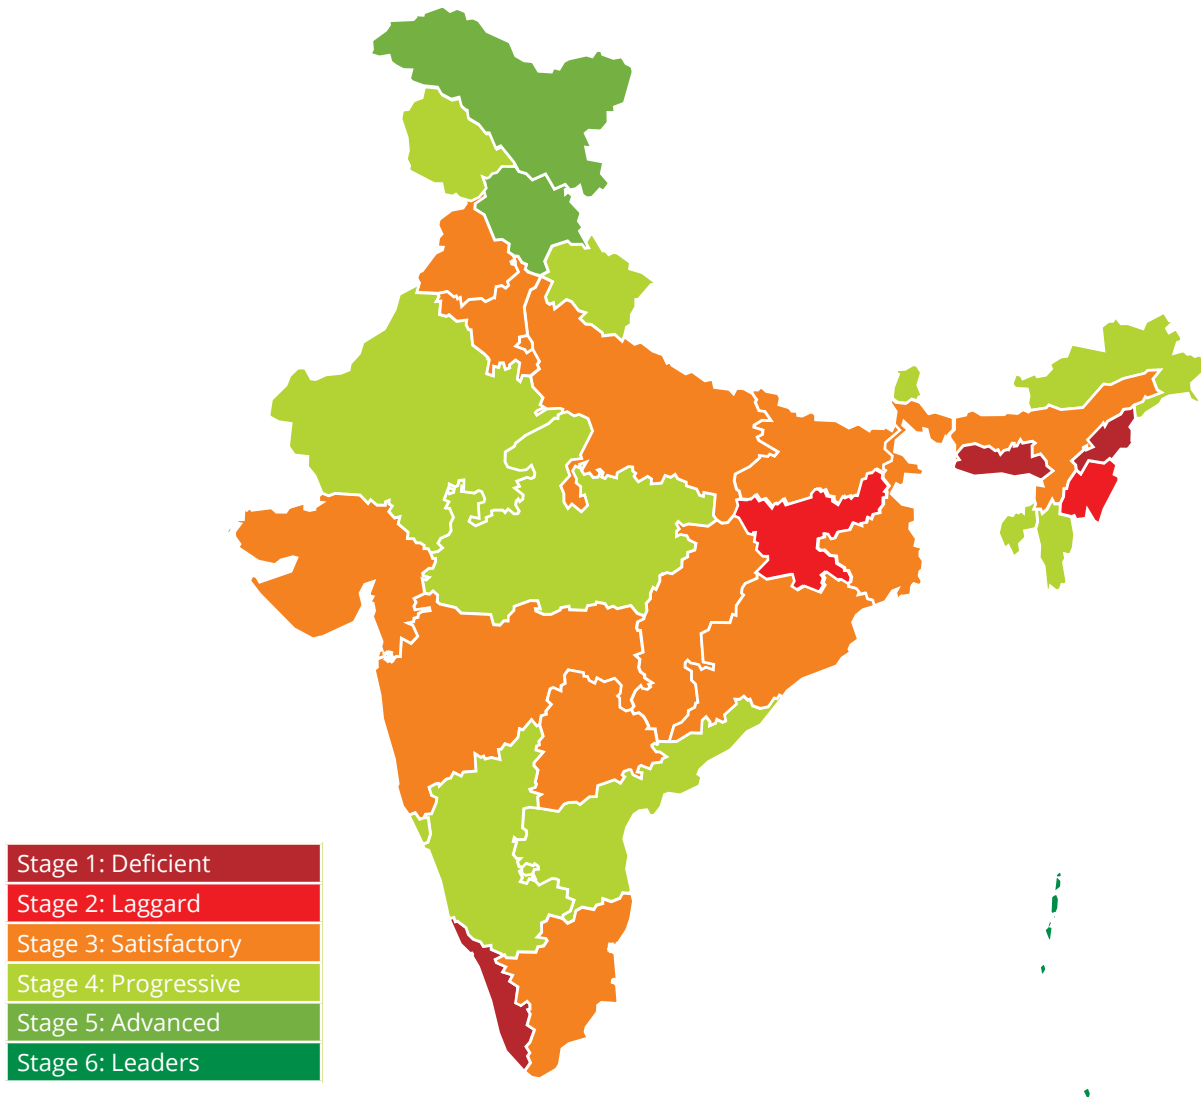 Stage 1: Deficient
Stage 2: Laggard
Stage 3: Satisfactory
Stage 4: Progressive
Stage 5: Advanced
Stage 6: Leaders